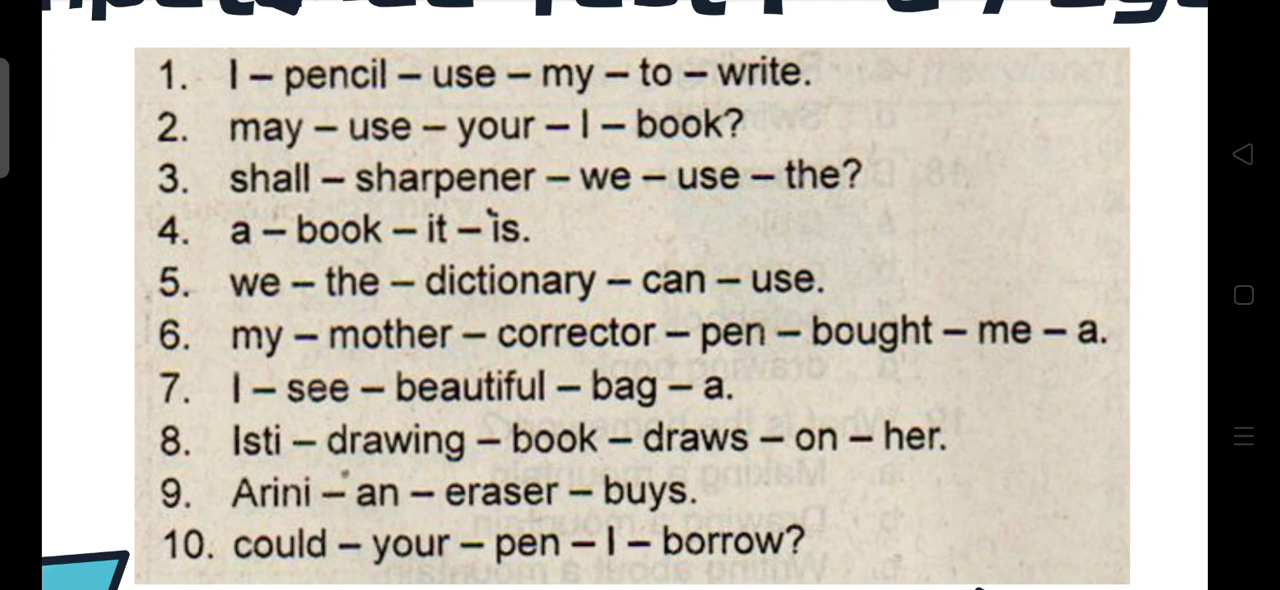 1. I – pencil – use – my – to – write.
2. may – use – your – I – book?
3. shall – sharpener – we – use – the?
4. a – book – it – is.
5. we – the – dictionary – can – use.
6. my – mother – corrector – pen – bought – me – a.
7. I – see – beautiful – bag – a.
8. Isti – drawing – book – draws – on – her.
9. Arini – an – eraser – buys.
10. could – your – pen – I – borrow?